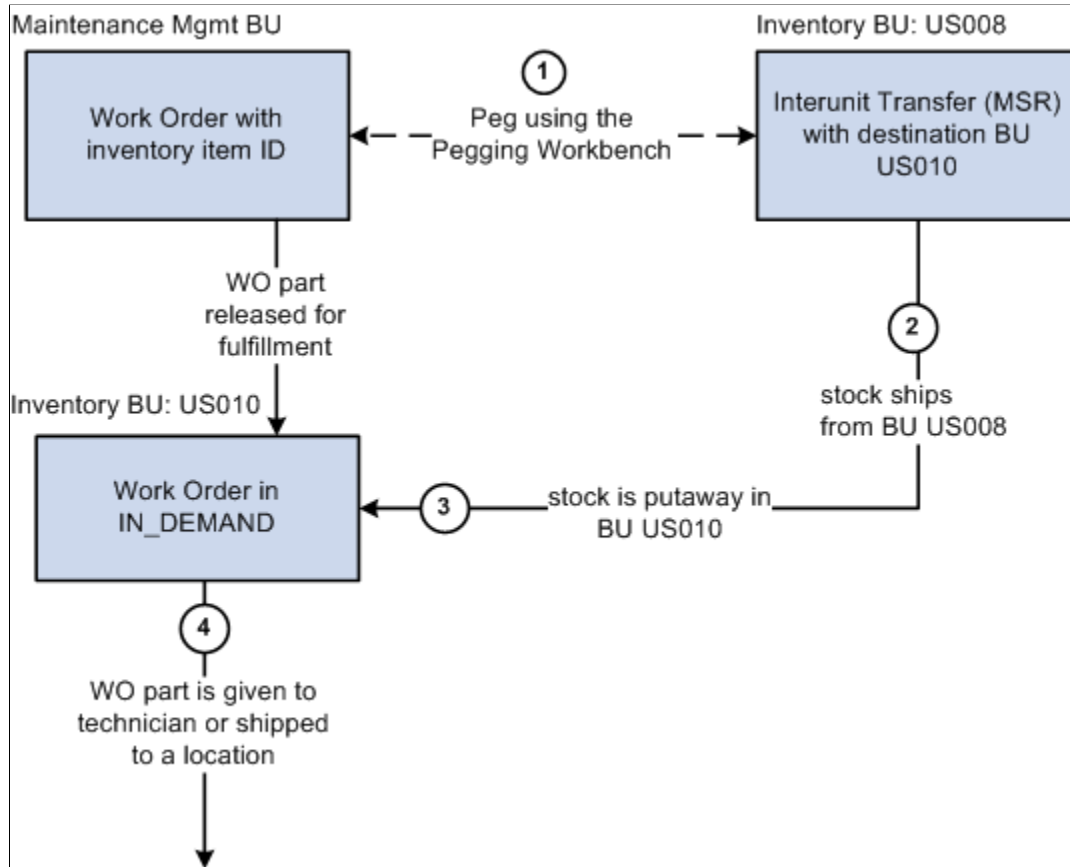 Maintenance Mgmt BU
Inventory BU: US008
Work Order with
inventory item ID
1
Peg using the
Pegging Workbench
Interunit Transfer (MSR)
with destination BU
US010
WO part
released for
fulfillment
2
stock ships
from BU US008
Inventory BU: US010
Work Order in
IN_DEMAND
3
stock is putaway in
BU US010
4
WO part is given to
technician or shipped
to a location